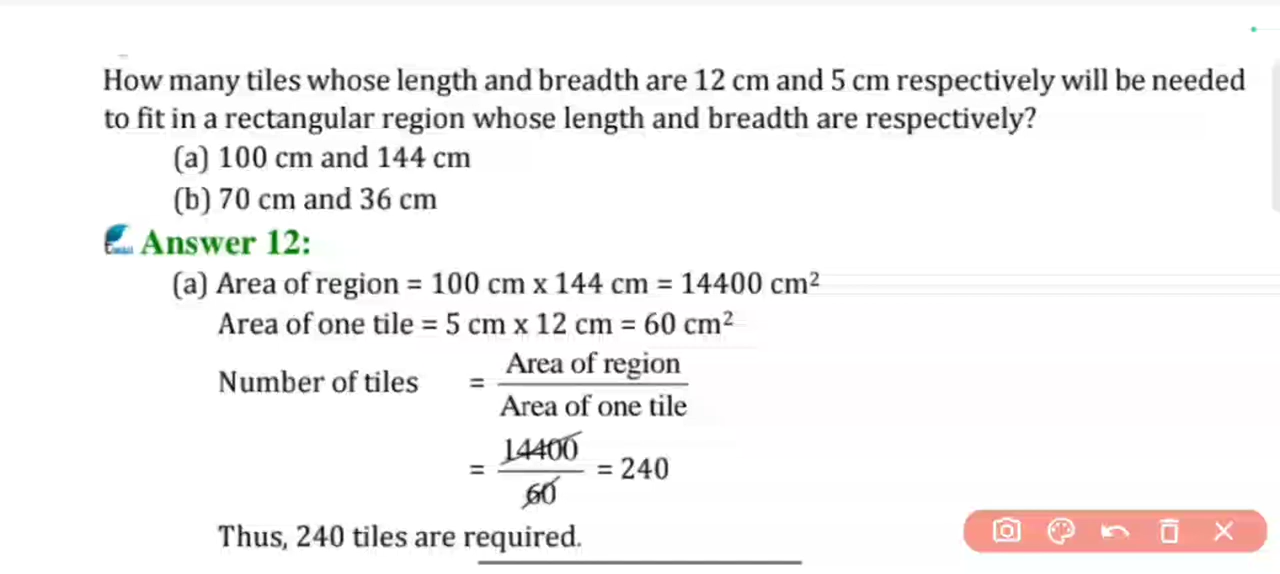 How many tiles whose length and breadth are 12 cm and 5 cm respectively will be needed
to fit in a rectangular region whose length and breadth are respectively?
(a) 100 cm and 144 cm
(b) 70 cm and 36 cm
Answer 12:
(a) Area of region = 100 cm x 144 cm = 14400 cm²
Area of one tile = 5 cm x 12 cm = 60 cm²
Number of tiles = Area of region
Area of one tile
= 14400
60
= 240
Thus, 240 tiles are required.